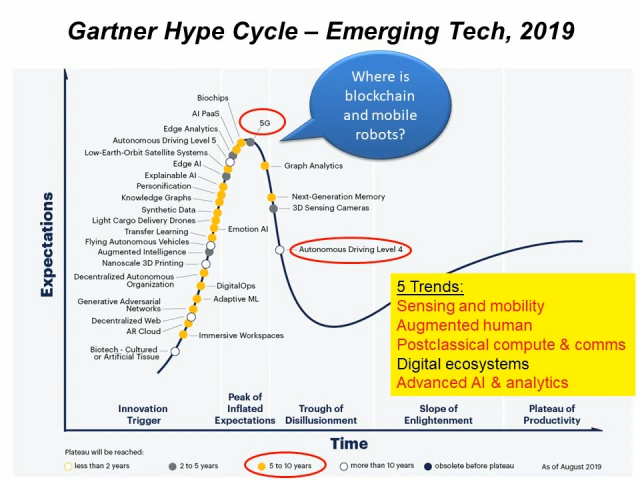 Gartner Hype Cycle – Emerging Tech, 2019
Where is
blockchain
and mobile
robots?
Expectations
Biochips
5G
AI PaaS
Edge Analytics
Autonomous Driving Level 5
Low-Earth-Orbit Satellite Systems
Edge AI
Explainable AI
Personification
Knowledge Graphs
Synthetic Data
Light Cargo Delivery Drones
Transfer Learning
Flying Autonomous Vehicles
Augmented Intelligence
Nanoscale 3D Printing
Decentralized Autonomous
Organization
Generative Adversarial
Networks
Decentralized Web
AR Cloud
Biotech - Cultured
or Artificial Tissue
Emotion AI
DigitalOps
Adaptive ML
Immersive Workspaces
Graph Analytics
Next-Generation Memory
3D Sensing Cameras
Autonomous Driving Level 4
5 Trends:
Sensing and mobility
Augmented human
Postclassical compute & comms
Digital ecosystems
Advanced AI & analytics
Innovation
Trigger
Peak of
Inflated
Expectations
Trough of
Disillusionment
Slope of
Enlightenment
Plateau of
Productivity
Time
Plateau will be reached:
less than 2 years
2 to 5 years
5 to 10 years
more than 10 years
obsolete before plateau
As of August 2019